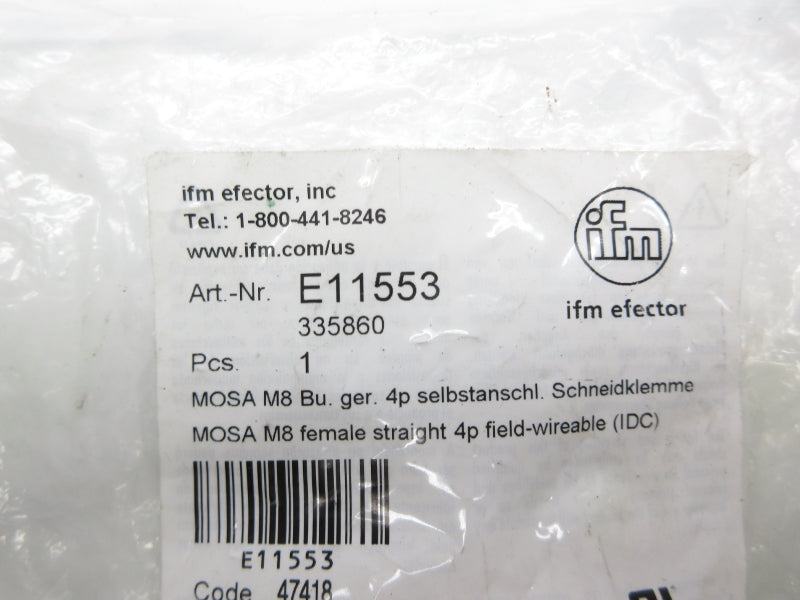 ifm efector, inc
Tel.: 1-800-441-8246
www.ifm.com/us
ifm
ifm efector
Art.-Nr. E11553
335860
Pcs. 1
MOSA M8 Bu. ger. 4p selbstanschl. Schneidklemme
MOSA M8 female straight 4p field-wireable (IDC)
E11553
Code 47418